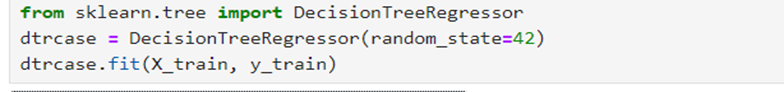 from sklearn.tree import DecisionTreeRegressor
dtrcase = DecisionTreeRegressor(random_state=42)
dtrcase.fit(X_train, y_train)